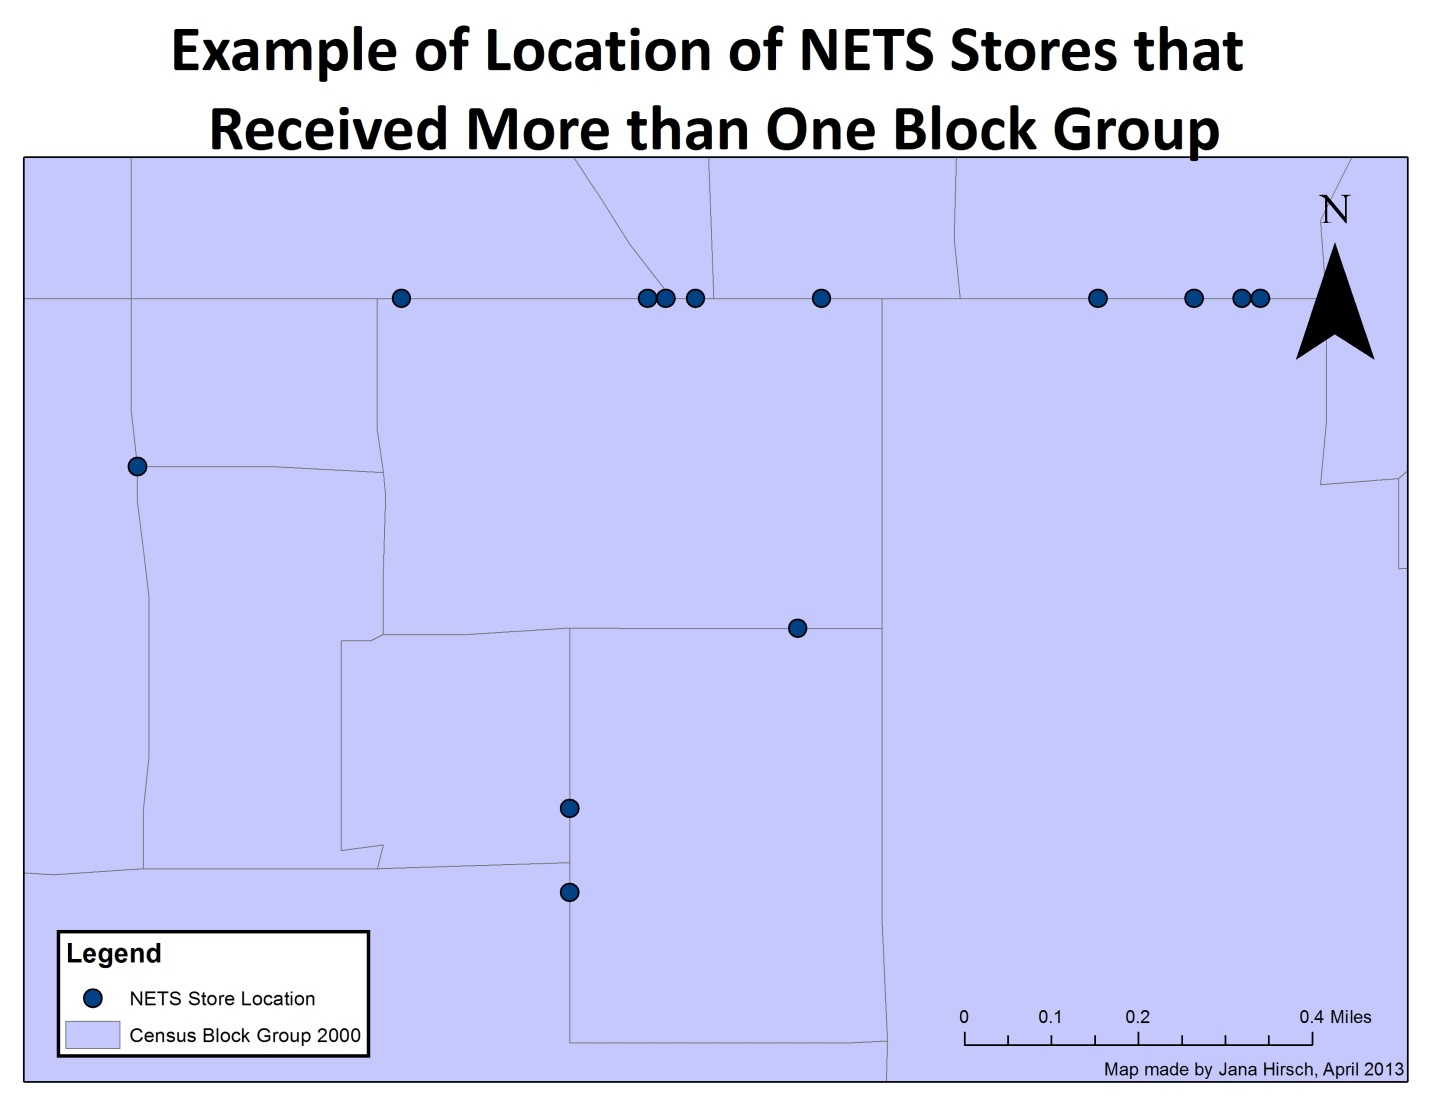 Example of Location of NETS Stores that
Received More than One Block Group
N
Legend
NETS Store Location
Census Block Group 2000
0 0.1 0.2 0.4 Miles
Map made by Jana Hirsch, April 2013